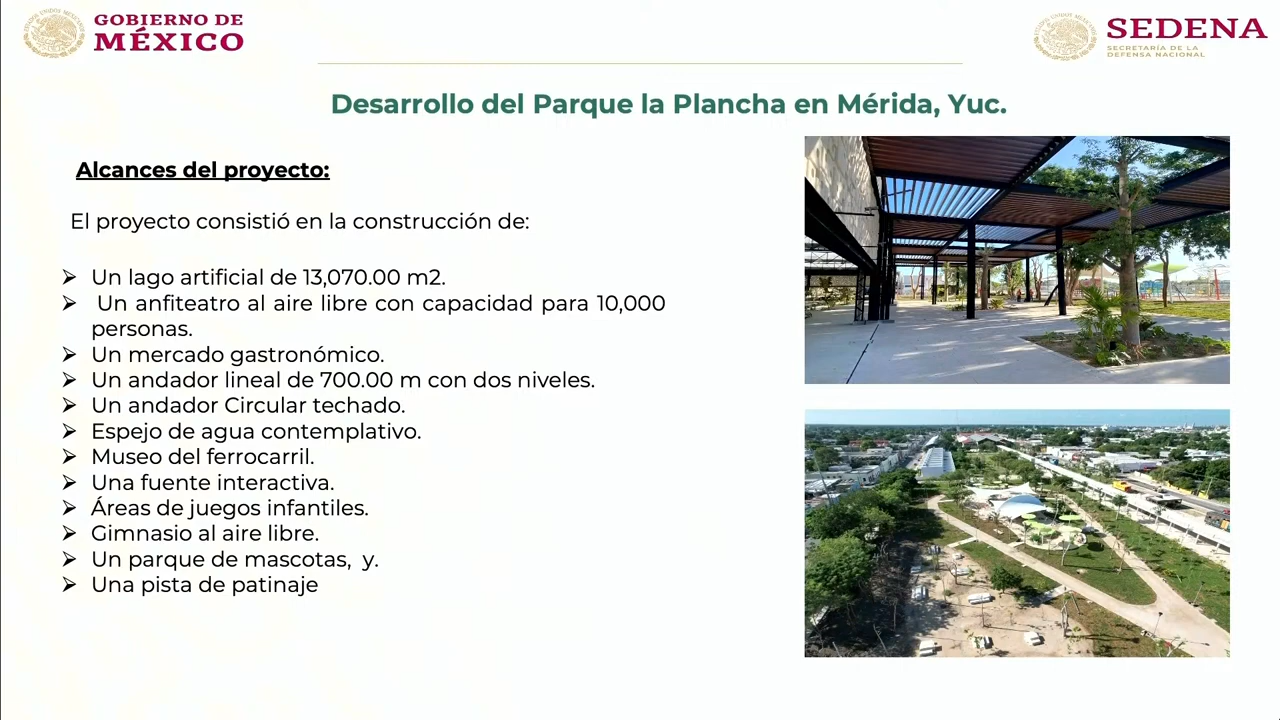 GOBIERNO DE
MÉXICO
SEDENA
SECRETARÍA DE LA
DEFENSA NACIONAL
Desarrollo del Parque la Plancha en Mérida, Yuc.
Alcances del proyecto:
El proyecto consistió en la construcción de:
➢ Un lago artificial de 13,070.00 m2.
➢ Un anfiteatro al aire libre con capacidad para 10,000
personas.
➢ Un mercado gastronómico.
➢ Un andador lineal de 700.00 m con dos niveles.
➢ Un andador Circular techado.
➢ Espejo de agua contemplativo.
➢ Museo del ferrocarril.
➢ Una fuente interactiva.
➢ Áreas de juegos infantiles.
➢ Gimnasio al aire libre.
➢ Un parque de mascotas, y.
➢ Una pista de patinaje